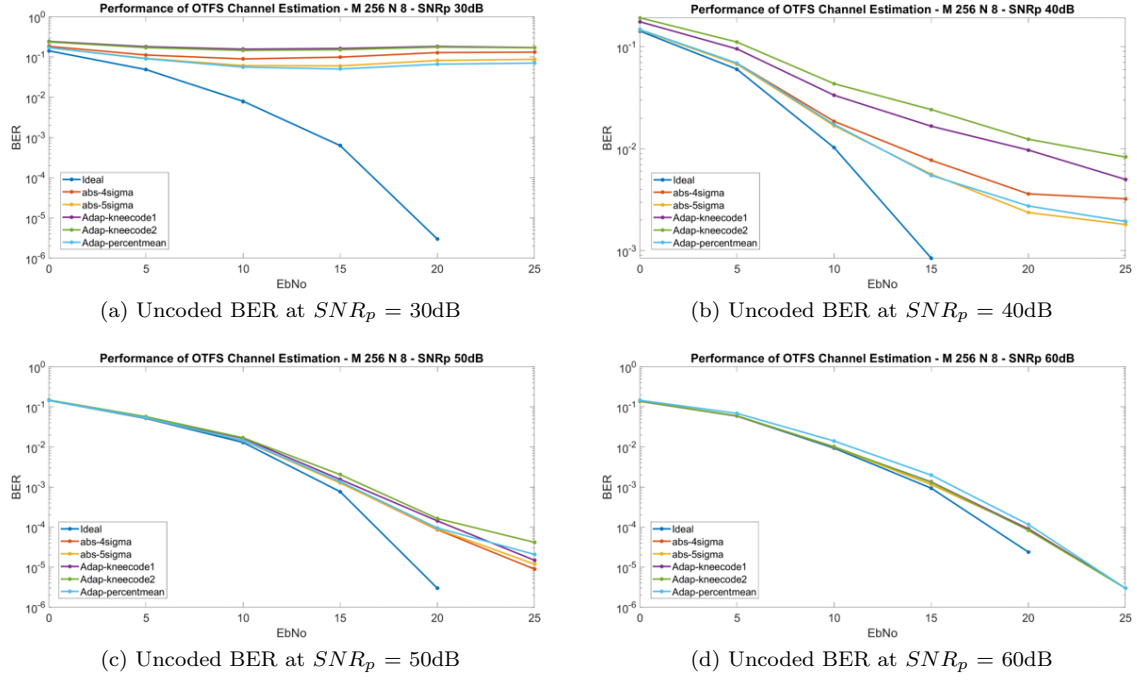 Performance of OTFS Channel Estimation - M 256 N 8 - SNRp 30dB
10^0
10^-1
10^-2
10^-3
10^-4
10^-5
10^-6
BER
Ideal
abs-4sigma
abs-5sigma
Adap-kneecode1
Adap-kneecode2
Adap-percentmean
0 5 10 15 20 25
EbNo
(a) Uncoded BER at SNR_p = 30dB
Performance of OTFS Channel Estimation - M 256 N 8 - SNRp 40dB
10^-1
10^-2
10^-3
BER
Ideal
abs-4sigma
abs-5sigma
Adap-kneecode1
Adap-kneecode2
Adap-percentmean
0 5 10 15 20 25
EbNo
(b) Uncoded BER at SNR_p = 40dB
Performance of OTFS Channel Estimation - M 256 N 8 - SNRp 50dB
10^0
10^-1
10^-2
10^-3
10^-4
10^-5
10^-6
BER
Ideal
abs-4sigma
abs-5sigma
Adap-kneecode1
Adap-kneecode2
Adap-percentmean
0 5 10 15 20 25
EbNo
(c) Uncoded BER at SNR_p = 50dB
Performance of OTFS Channel Estimation - M 256 N 8 - SNRp 60dB
10^0
10^-1
10^-2
10^-3
10^-4
10^-5
10^-6
BER
Ideal
abs-4sigma
abs-5sigma
Adap-kneecode1
Adap-kneecode2
Adap-percentmean
0 5 10 15 20 25
EbNo
(d) Uncoded BER at SNR_p = 60dB